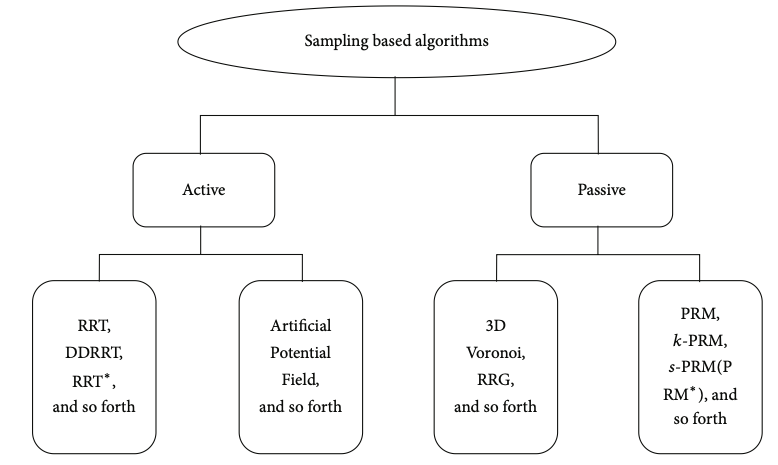 Sampling based algorithms
Active
Passive
RRT,
DDRRT,
RRT*,
and so forth
Artificial
Potential
Field,
and so forth
3D
Voronoi,
RRG,
and so forth
PRM,
k-PRM,
s-PRM(P
RM*), and
so forth